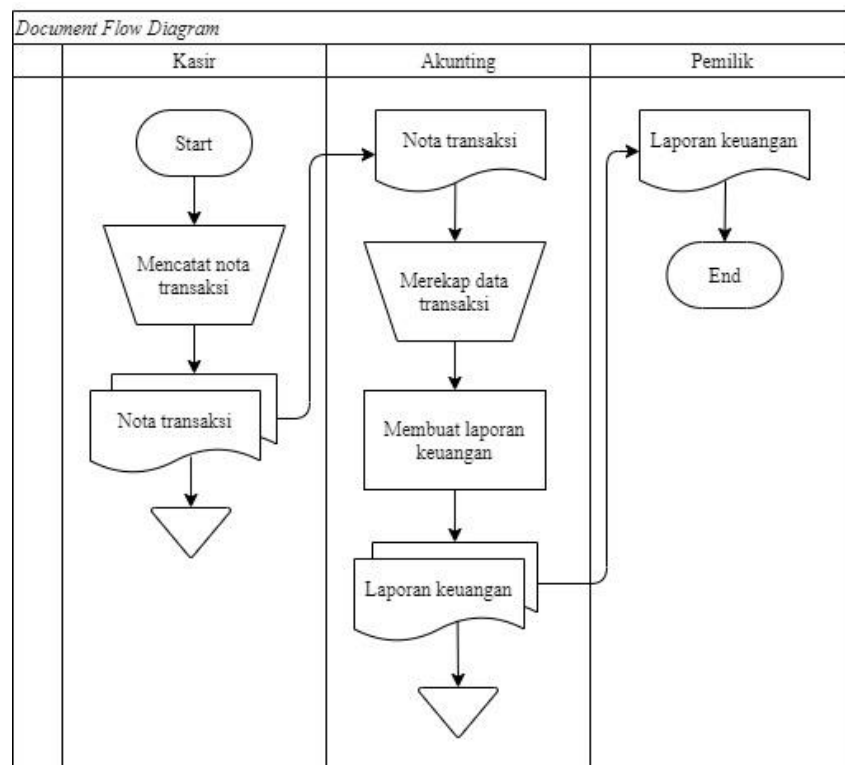 Document Flow Diagram
Kasir
Akunting
Pemilik
Start
Mencatat nota
transaksi
Nota transaksi
Nota transaksi
Merekap data
transaksi
Membuat laporan
keuangan
Laporan keuangan
Laporan keuangan
End